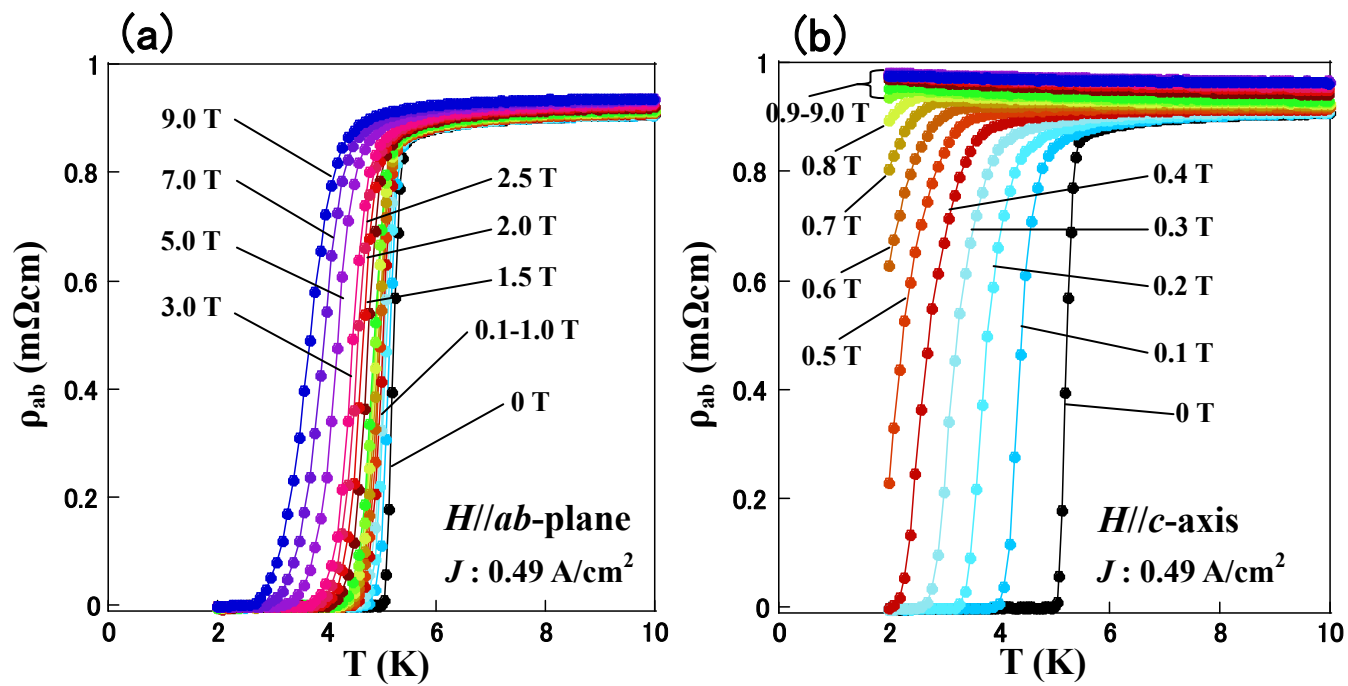 (a)
ρab (mΩcm)
1
0.8
0.6
0.4
0.2
0
9.0 T
7.0 T
5.0 T
3.0 T
2.5 T
2.0 T
1.5 T
0.1-1.0 T
0 T
H//ab-plane
J : 0.49 A/cm²
0 2 4 6 8 10
T (K)
(b)
ρab (mΩcm)
1
0.8
0.6
0.4
0.2
0
0.9-9.0 T
0.8 T
0.7 T
0.6 T
0.5 T
0.4 T
0.3 T
0.2 T
0.1 T
0 T
H//c-axis
J : 0.49 A/cm²
0 2 4 6 8 10
T (K)